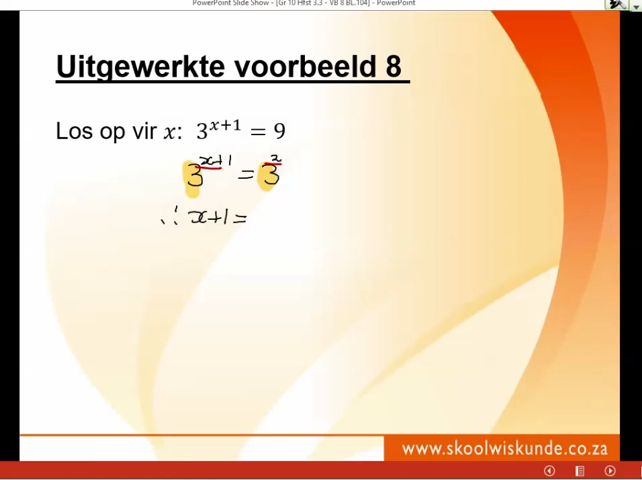 PowerPoint Slide Show - [Gr 10 Hfst 3.3 - VB 8 BL.104] - PowerPoint
Uitgewerkte voorbeeld 8
Los op vir x: 3^{x+1} = 9
3^{x+1} = 3^2
∴ x+1 =
www.skoolwiskunde.co.za